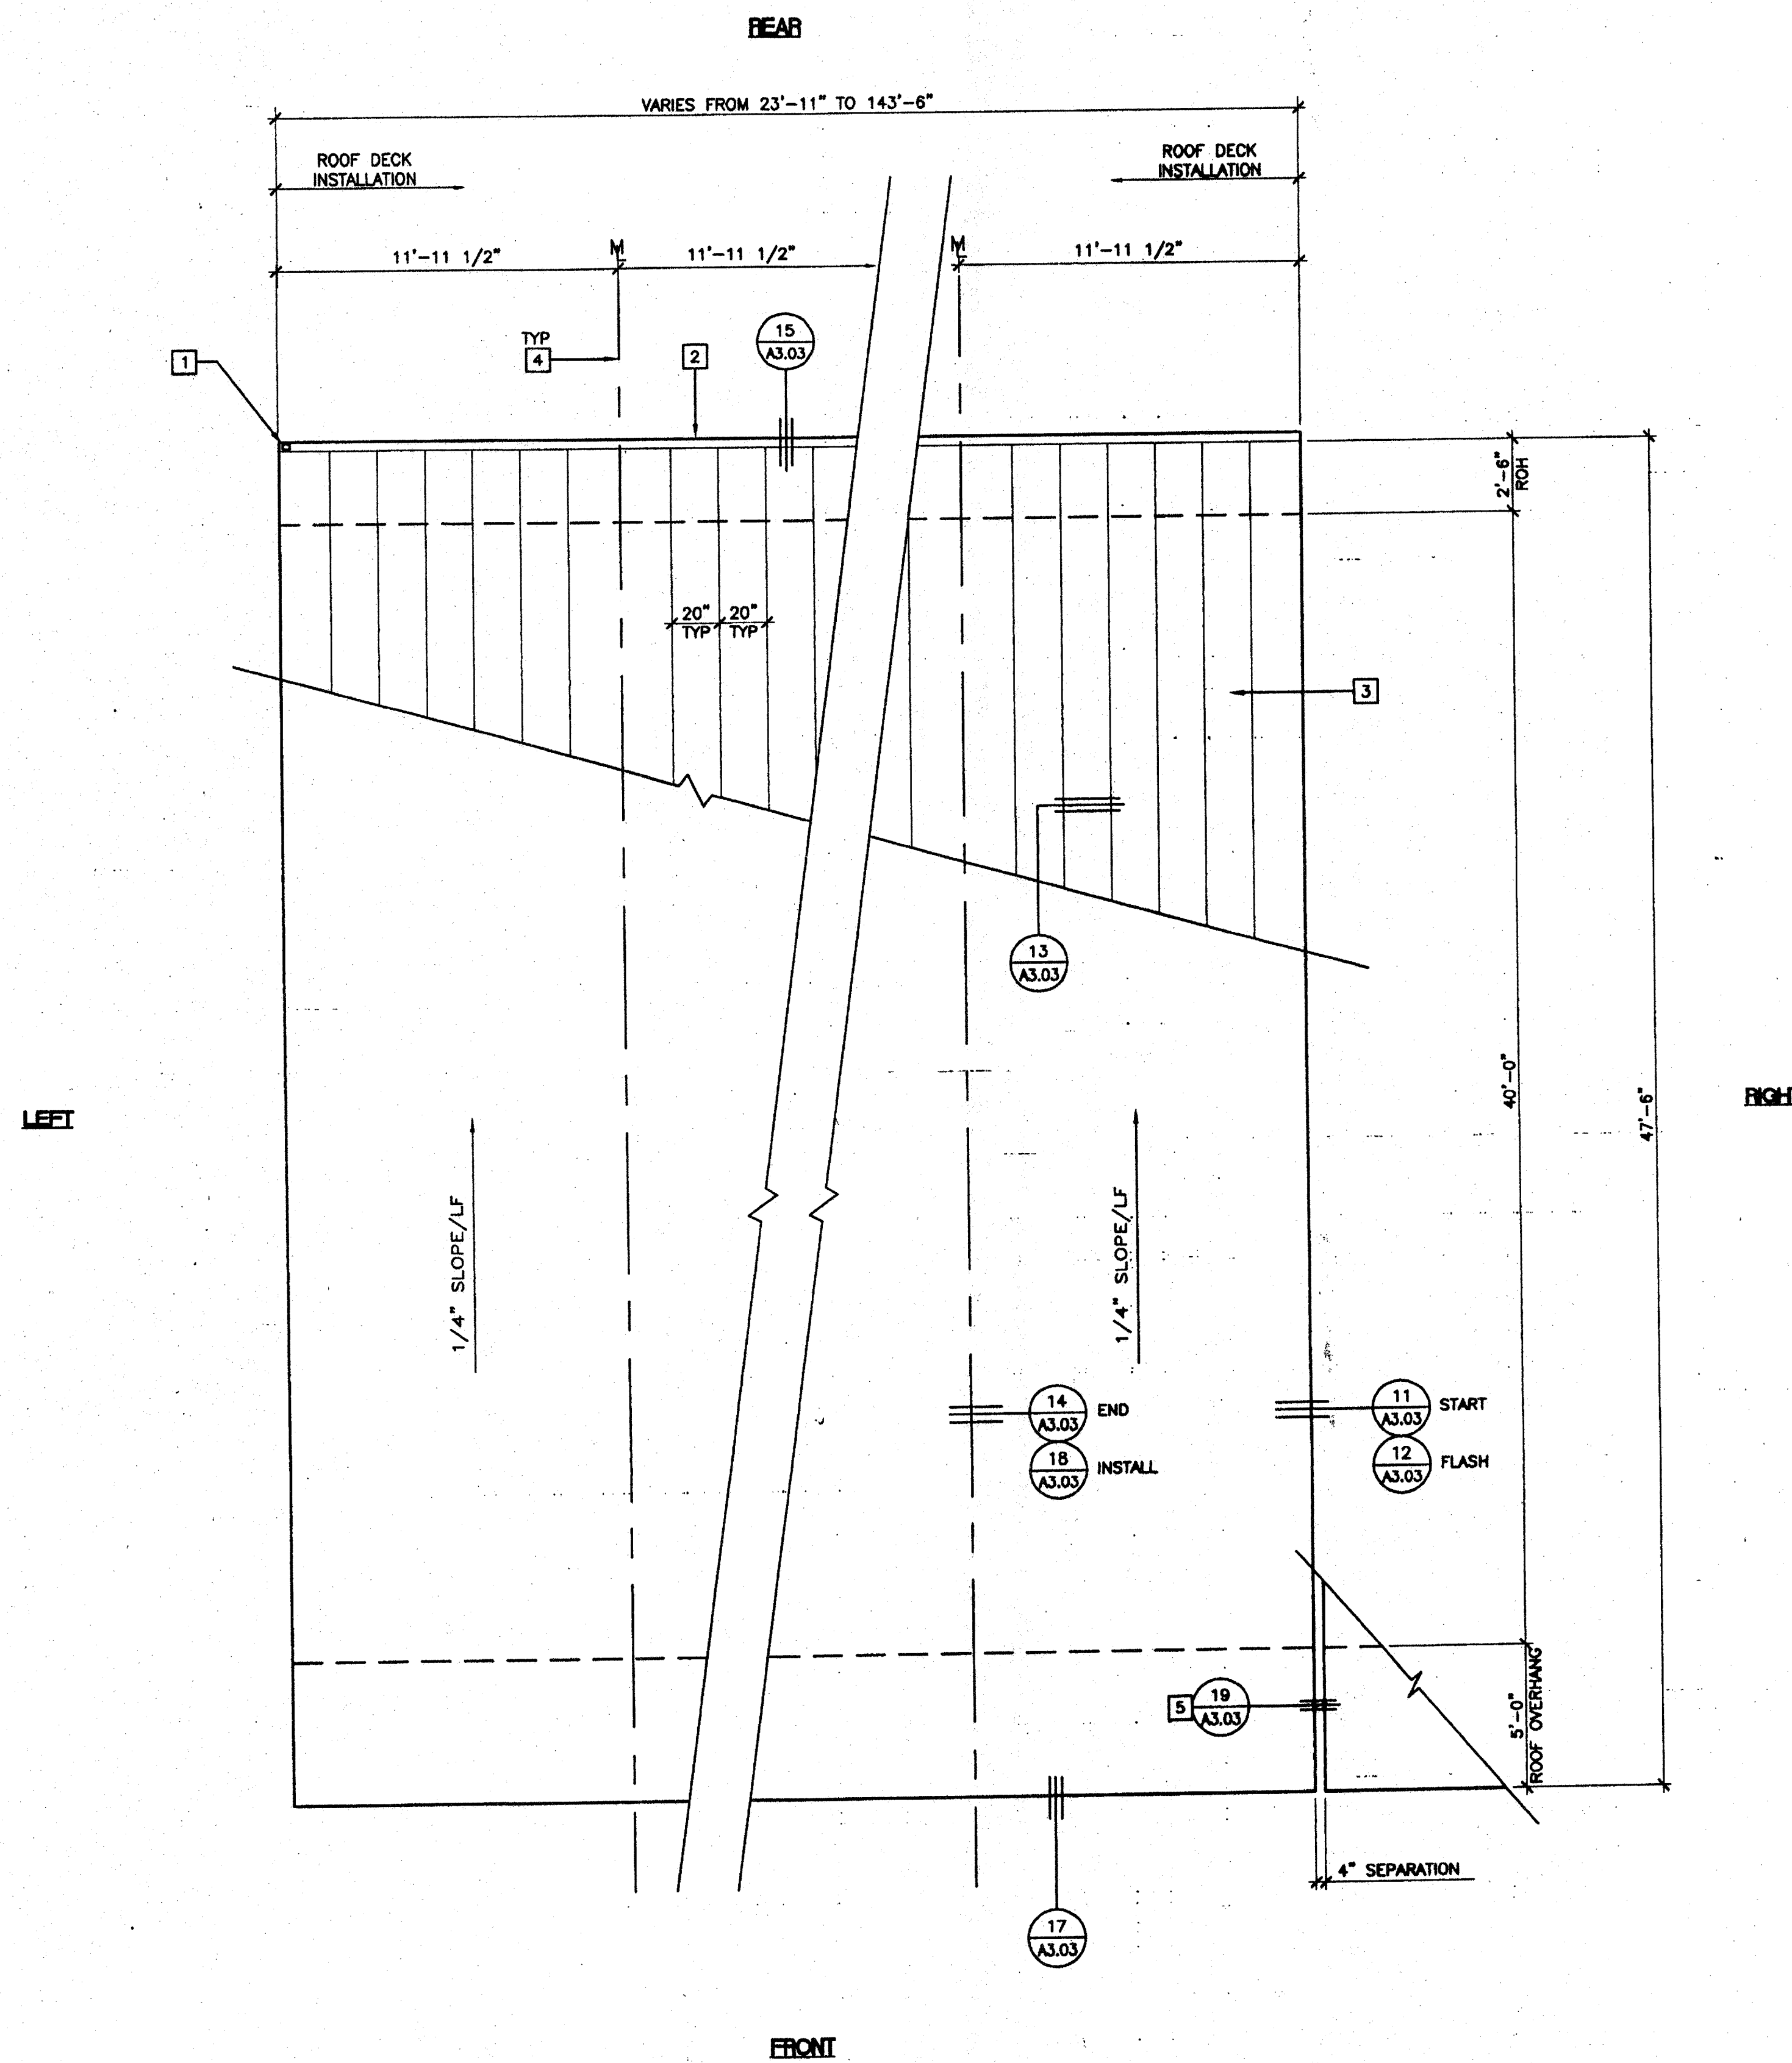 REAR
VARIES FROM 23'-11" TO 143'-6"
ROOF DECK
INSTALLATION
ROOF DECK
INSTALLATION
11'-11 1/2"
M
11'-11 1/2"
M
11'-11 1/2"
1
TYP
4
2
15
A3.03
2'-6"
ROH
20"
TYP
20"
TYP
3
13
A3.03
40'-0"
47'-6"
LEFT
RIGH
1/4" SLOPE/LF
1/4" SLOPE/LF
14
A3.03
END
18
A3.03
INSTALL
11
A3.03
START
12
A3.03
FLASH
5
19
A3.03
5'-0"
ROOF OVERHANG
4" SEPARATION
17
A3.03
FRONT